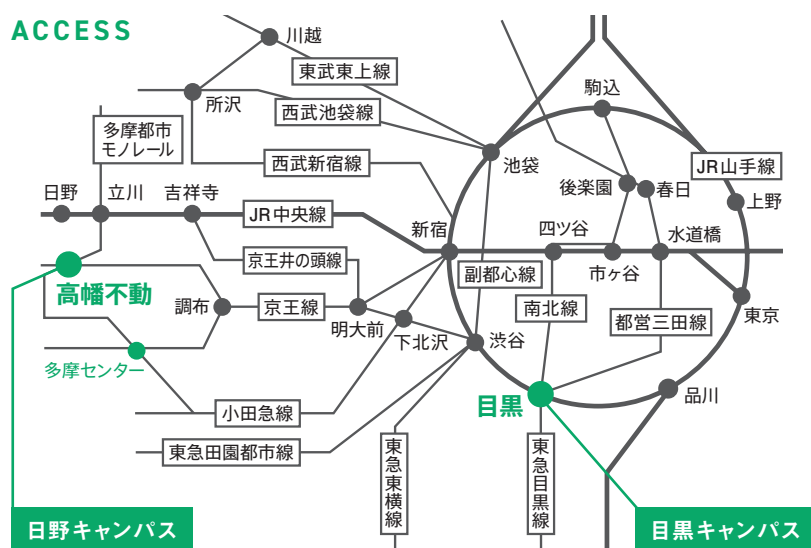 ACCESS
川越
東武東上線
駒込
所沢
西武池袋線
多摩都市
モノレール
西武新宿線
池袋
JR山手線
後楽園
春日
日野
立川
吉祥寺
JR中央線
上野
新宿
四ツ谷
水道橋
京王井の頭線
副都心線
市ヶ谷
高幡不動
調布
京王線
明大前
南北線
都営三田線
東京
下北沢
渋谷
多摩センター
目黒
品川
小田急線
東急田園都市線
東急東横線
東急目黒線
日野キャンパス
目黒キャンパス